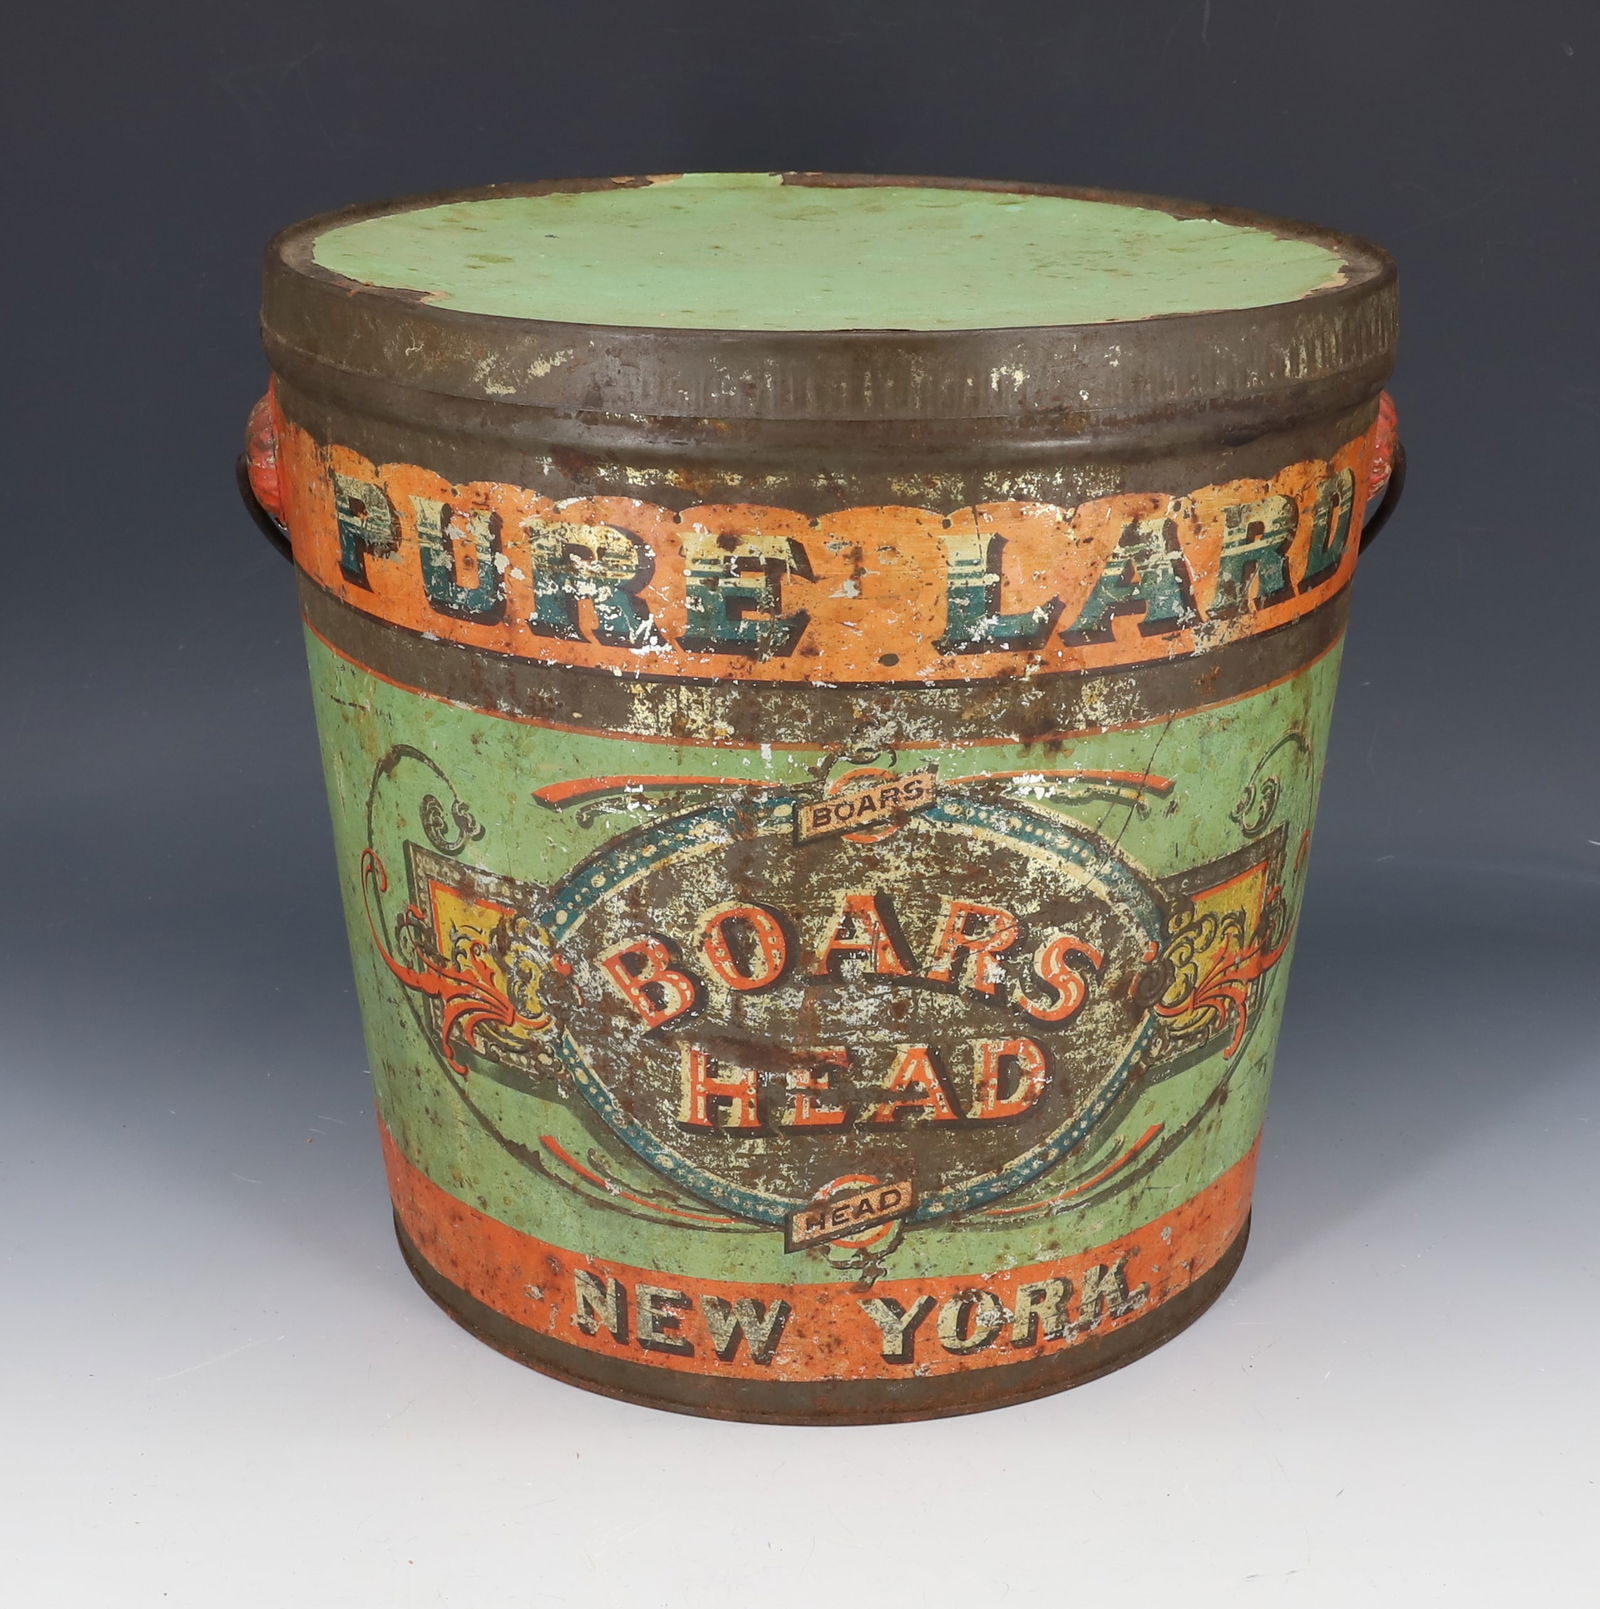 PURE LARD
BOARS
BOARS
HEAD
HEAD
NEW YORK.